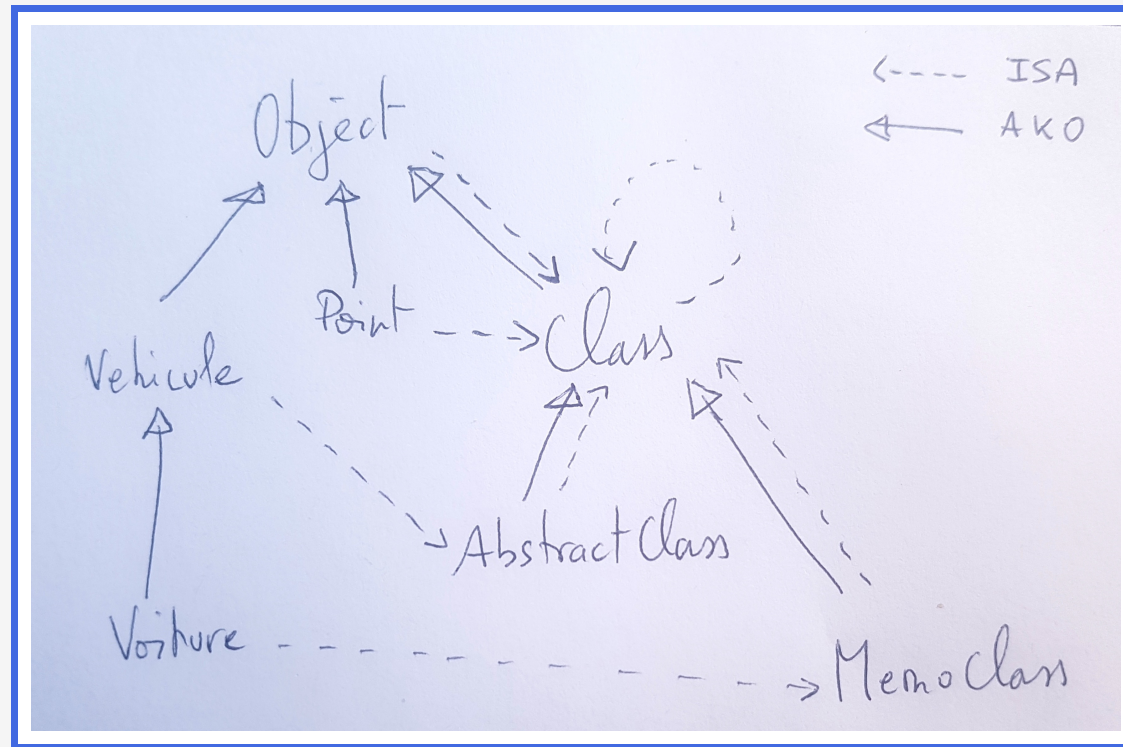 ISA
AKO
Object
Point
Class
Vehicule
AbstractClass
Voiture
MemoClass